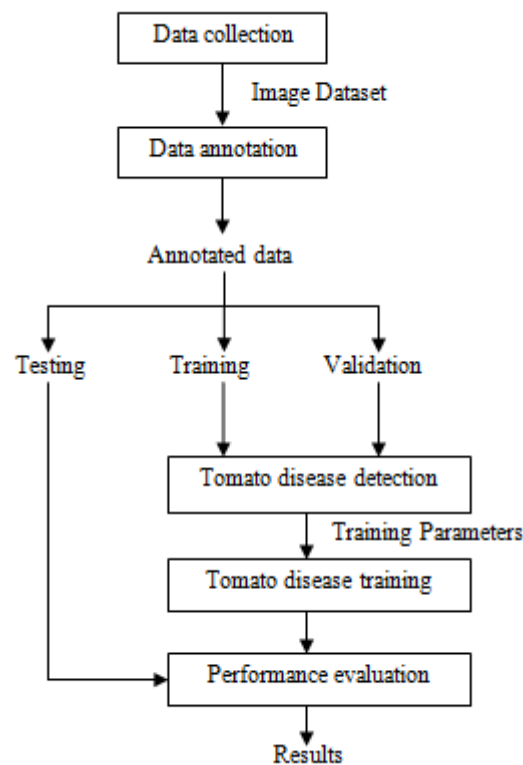 Data collection
Image Dataset
Data annotation
Annotated data
Testing
Training
Validation
Tomato disease detection
Training Parameters
Tomato disease training
Performance evaluation
Results